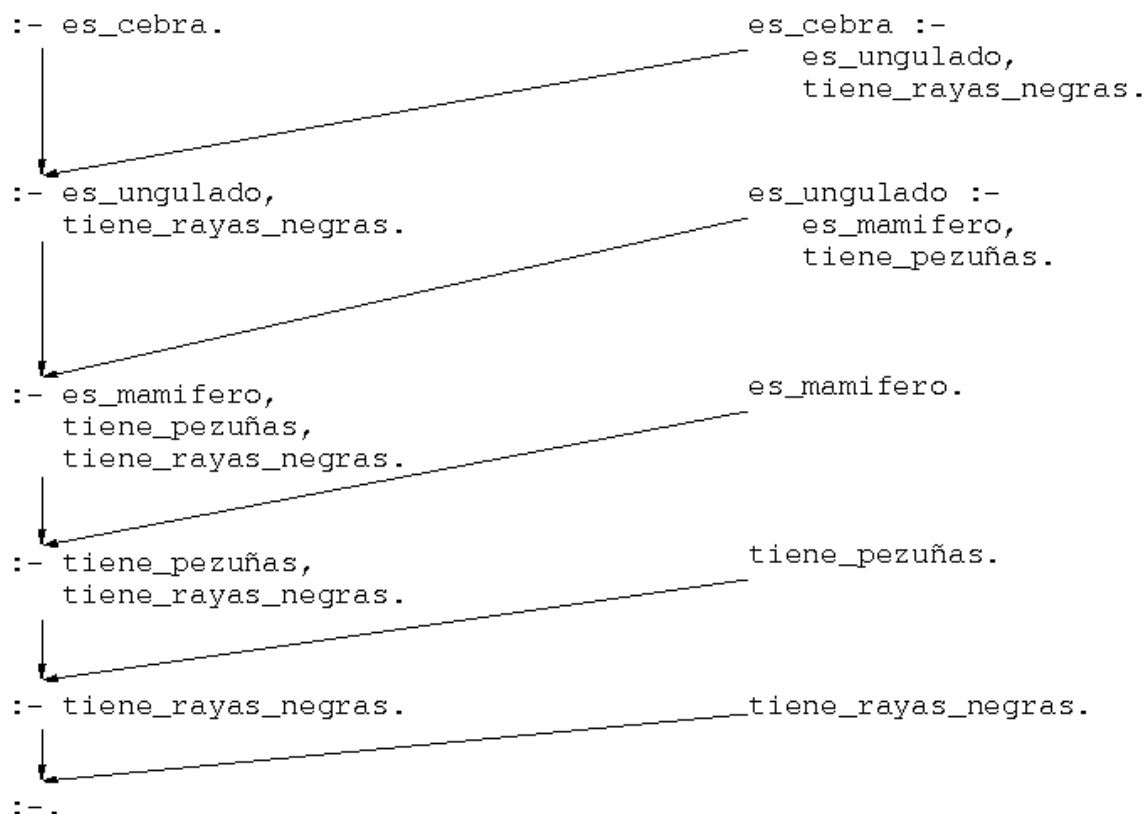 :- es_cebra.
es_cebra :-
es_ungulado,
tiene_rayas_negras.
:- es_ungulado,
tiene_rayas_negras.
es_ungulado :-
es_mamifero,
tiene_pezuñas.
:- es_mamifero,
tiene_pezuñas,
tiene_rayas_negras.
es_mamifero.
:- tiene_pezuñas,
tiene_rayas_negras.
tiene_pezuñas.
:- tiene_rayas_negras.
tiene_rayas_negras.
:-.